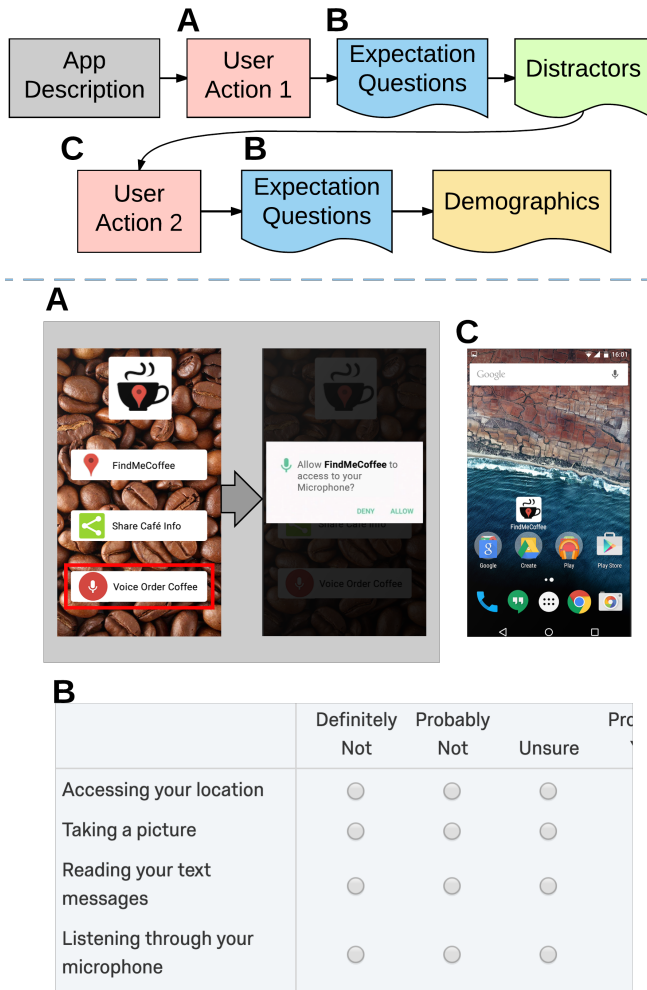 A
B
App
Description
User
Action 1
Expectation
Questions
Distractors
C
B
User
Action 2
Expectation
Questions
Demographics
A
C
FindMeCoffee
Share Café Info
Voice Order Coffee
Allow FindMeCoffee to
access to your
Microphone?
DENY
ALLOW
Share Café Info
Voice Order Coffee
16:01
Google
FindMeCoffee
Google
Create
Play
Play Store
B
Definitely
Not
Probably
Not
Unsure
Pro
Accessing your location
Taking a picture
Reading your text
messages
Listening through your
microphone